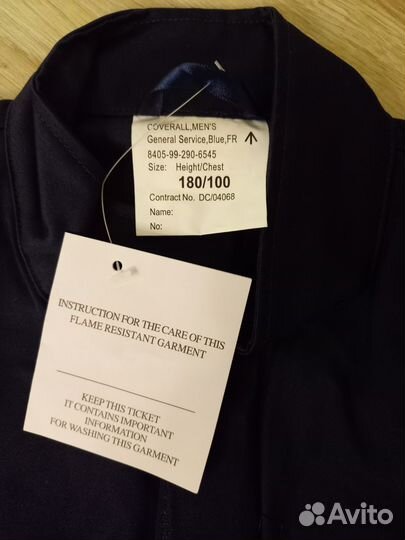 COVERALL,MEN'S
General Service,Blue,FR
8405-99-290-6545
Size: Height/Chest
180/100
Contract No. DC/04068
Name:
No:
INSTRUCTION FOR THE CARE OF THIS
FLAME RESISTANT GARMENT
KEEP THIS TICKET
IT CONTAINS IMPORTANT
INFORMATION
FOR WASHING THIS GARMENT
Avito